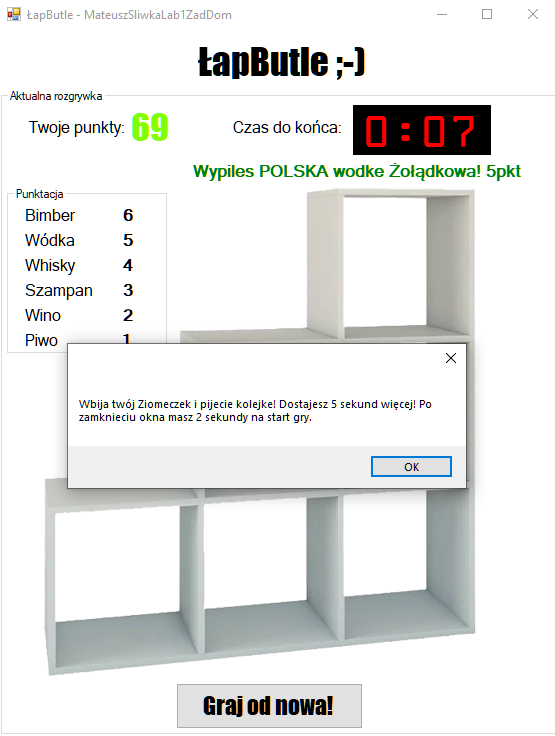 ŁapButle - MateuszSliwkaLab1ZadDom
ŁapButle ;-)
Aktualna rozgrywka
Twoje punkty: 69
Czas do końca: 0:07
Wypiles POLSKA wodke Żołądkowa! 5pkt
Punktacja
Bimber 6
Wódka 5
Whisky 4
Szampan 3
Wino 2
Piwo 1
Wbija twój Ziomeczek i pijecie kolejke! Dostajesz 5 sekund więcej! Po
zamknieciu okna masz 2 sekundy na start gry.
OK
Graj od nowa!